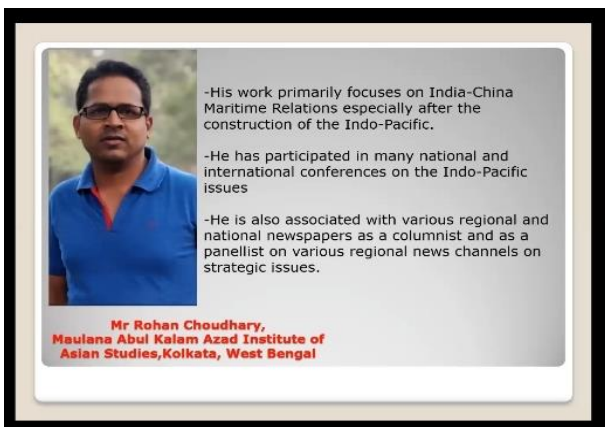 -His work primarily focuses on India-China
Maritime Relations especially after the
construction of the Indo-Pacific.
-He has participated in many national and
international conferences on the Indo-Pacific
issues
-He is also associated with various regional and
national newspapers as a columnist and as a
panellist on various regional news channels on
strategic issues.
Mr Rohan Choudhary,
Maulana Abul Kalam Azad Institute of
Asian Studies,Kolkata, West Bengal